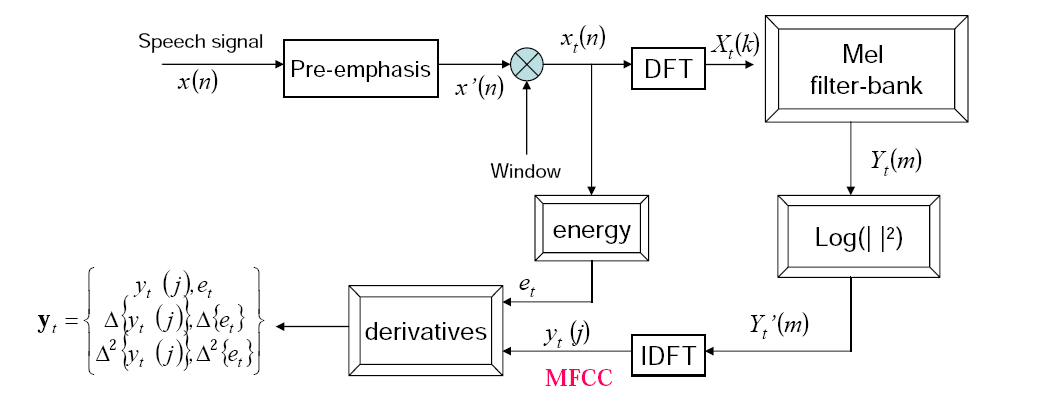 Speech signal
x(n)
Pre-emphasis
x'(n)
Window
x_t(n)
DFT
X_t(k)
Mel
filter-bank
Y_t(m)
Log(| |²)
Y_t'(m)
IDFT
y_t (j)
MFCC
energy
e_t
derivatives
y_t = { y_t (j), e_t
Δ{y_t (j)}, Δ{e_t}
Δ²{y_t (j)}, Δ²{e_t} }